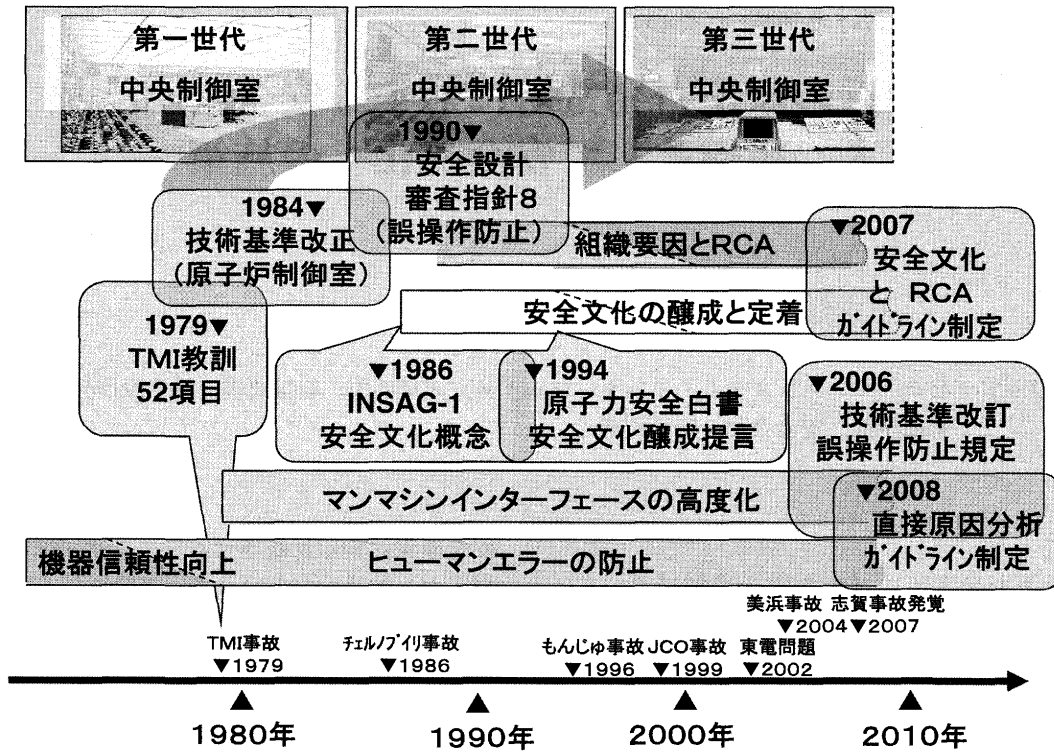 第一世代
中央制御室
第二世代
中央制御室
第三世代
中央制御室
1990▼
安全設計
審査指針8
(誤操作防止)
1984▼
技術基準改正
(原子炉制御室)
組織要因とRCA
▼2007
安全文化
と RCA
ガイドライン制定
安全文化の醸成と定着
1979▼
TMI教訓
52項目
▼1986
INSAG-1
安全文化概念
▼1994
原子力安全白書
安全文化醸成提言
▼2006
技術基準改訂
誤操作防止規定
マンマシンインターフェースの高度化
▼2008
直接原因分析
ガイドライン制定
機器信頼性向上
ヒューマンエラーの防止
美浜事故 志賀事故発覚
▼2004▼2007
TMI事故
▼1979
チェルノブイリ事故
▼1986
もんじゅ事故
▼1996
JCO事故
▼1999
東電問題
▼2002
▲ ▲ ▲ ▲
1980年 1990年 2000年 2010年